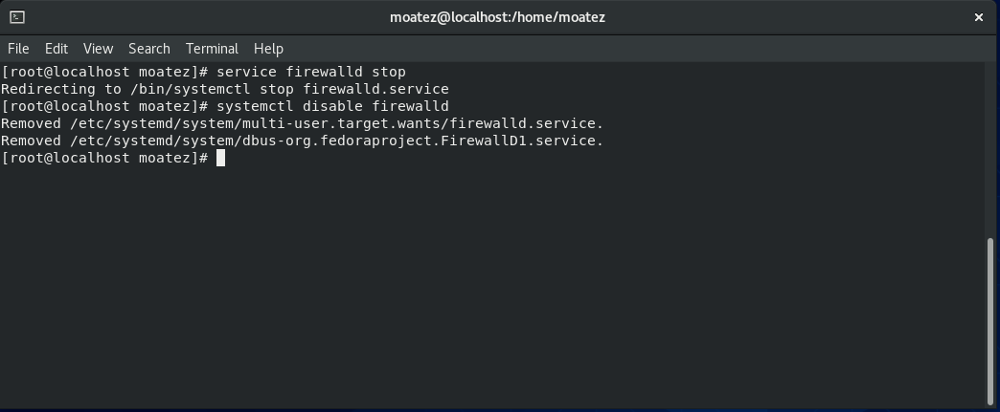 moatez@localhost:/home/moatez
File Edit View Search Terminal Help
[root@localhost moatez]# service firewalld stop
Redirecting to /bin/systemctl stop firewalld.service
[root@localhost moatez]# systemctl disable firewalld
Removed /etc/systemd/system/multi-user.target.wants/firewalld.service.
Removed /etc/systemd/system/dbus-org.fedoraproject.FirewallD1.service.
[root@localhost moatez]#